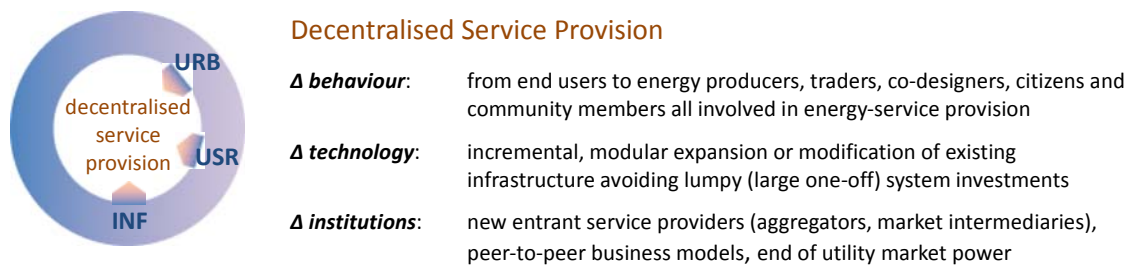 URB
decentralised
service
provision
USR
INF
Decentralised Service Provision
Δ behaviour: from end users to energy producers, traders, co-designers, citizens and
community members all involved in energy-service provision
Δ technology: incremental, modular expansion or modification of existing
infrastructure avoiding lumpy (large one-off) system investments
Δ institutions: new entrant service providers (aggregators, market intermediaries),
peer-to-peer business models, end of utility market power